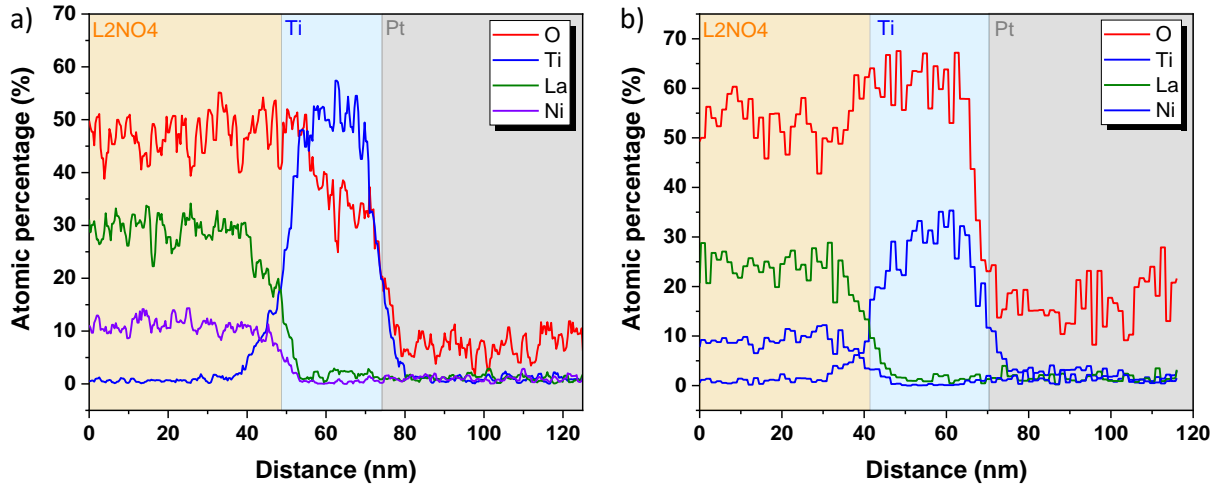 a)
L2NO4
Ti
Pt
O
Ti
La
Ni
70
60
50
40
30
20
10
0
Atomic percentage (%)
0 20 40 60 80 100 120
Distance (nm)
b)
L2NO4
Ti
Pt
O
Ti
La
Ni
75
70
60
50
40
30
20
10
0
Atomic percentage (%)
0 20 40 60 80 100 120
Distance (nm)